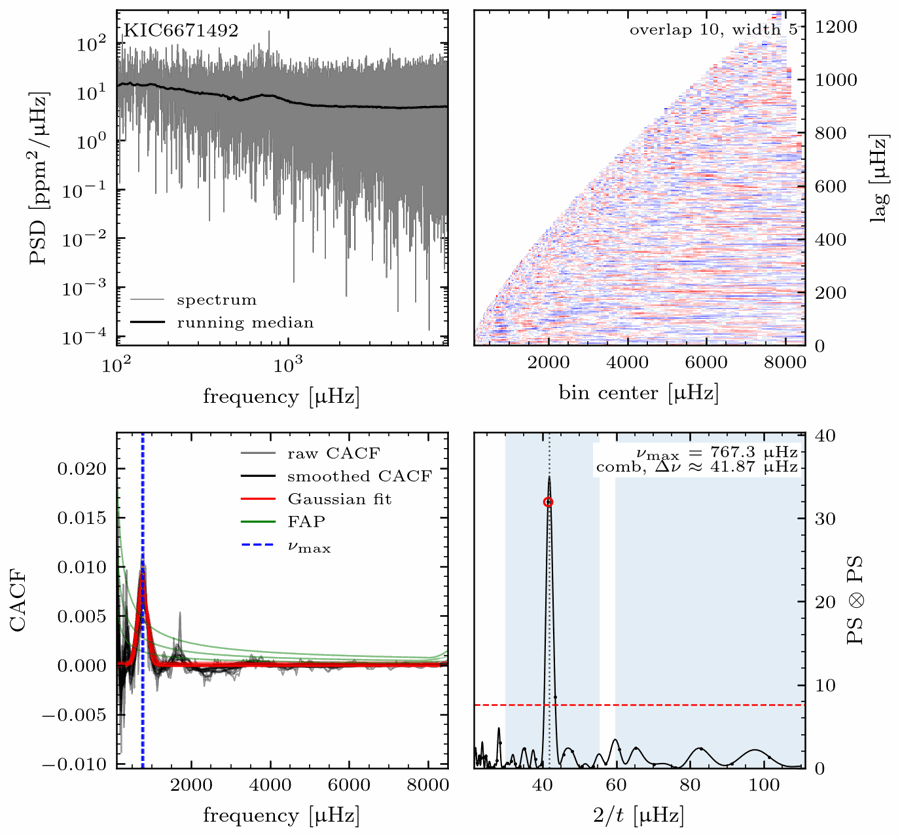 KIC6671492
10²
10¹
10⁰
10⁻¹
10⁻²
10⁻³
10⁻⁴
PSD [ppm²/μHz]
spectrum
running median
10²
10³
frequency [μHz]
overlap 10, width 5
1200
1000
800
600
400
200
0
lag [μHz]
2000
4000
6000
8000
bin center [μHz]
0.020
0.015
0.010
0.005
0.000
−0.005
−0.010
CACF
raw CACF
smoothed CACF
Gaussian fit
FAP
νmax
2000
4000
6000
8000
frequency [μHz]
νmax = 767.3 μHz
comb, Δν ≈ 41.87 μHz
40
30
20
10
0
PS ⊗ PS
40
60
80
100
2/t [μHz]